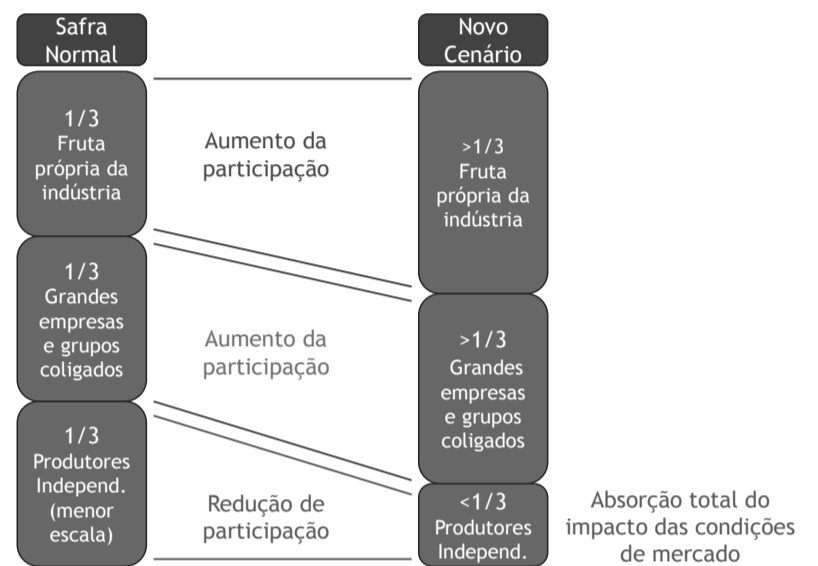 Safra
Normal
Novo
Cenário
1/3
Fruta
própria da
indústria
Aumento da
participação
>1/3
Fruta
própria da
indústria
1/3
Grandes
empresas
e grupos
coligados
Aumento da
participação
>1/3
Grandes
empresas
e grupos
coligados
1/3
Produtores
Independ.
(menor
escala)
Redução de
participação
<1/3
Produtores
Independ.
Absorção total do
impacto das condições
de mercado